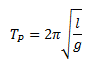 T_P = 2π√(l/g)